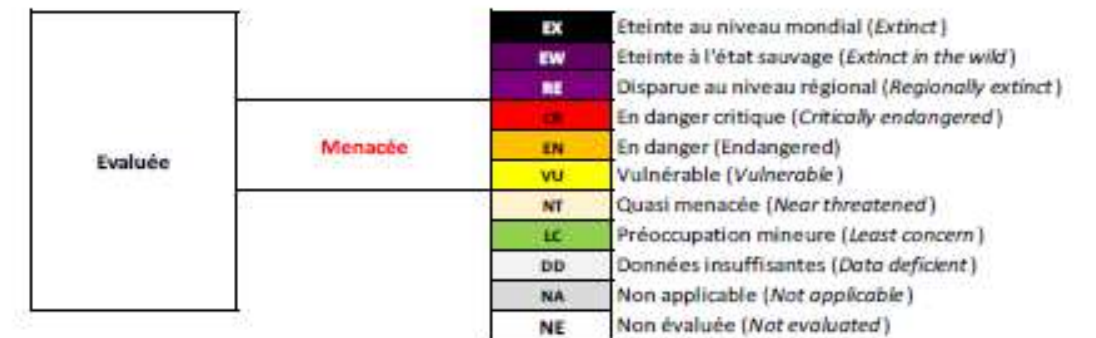 EX Eteinte au niveau mondial (Extinct)
EW Eteinte à l'état sauvage (Extinct in the wild)
RE Disparue au niveau régional (Regionally extinct)
CR En danger critique (Critically endangered)
Menacée
EN En danger (Endangered)
Evaluée
VU Vulnérable (Vulnerable)
NT Quasi menacée (Near threatened)
LC Préoccupation mineure (Least concern)
DD Données insuffisantes (Data deficient)
NA Non applicable (Not applicable)
NE Non évaluée (Not evaluated)